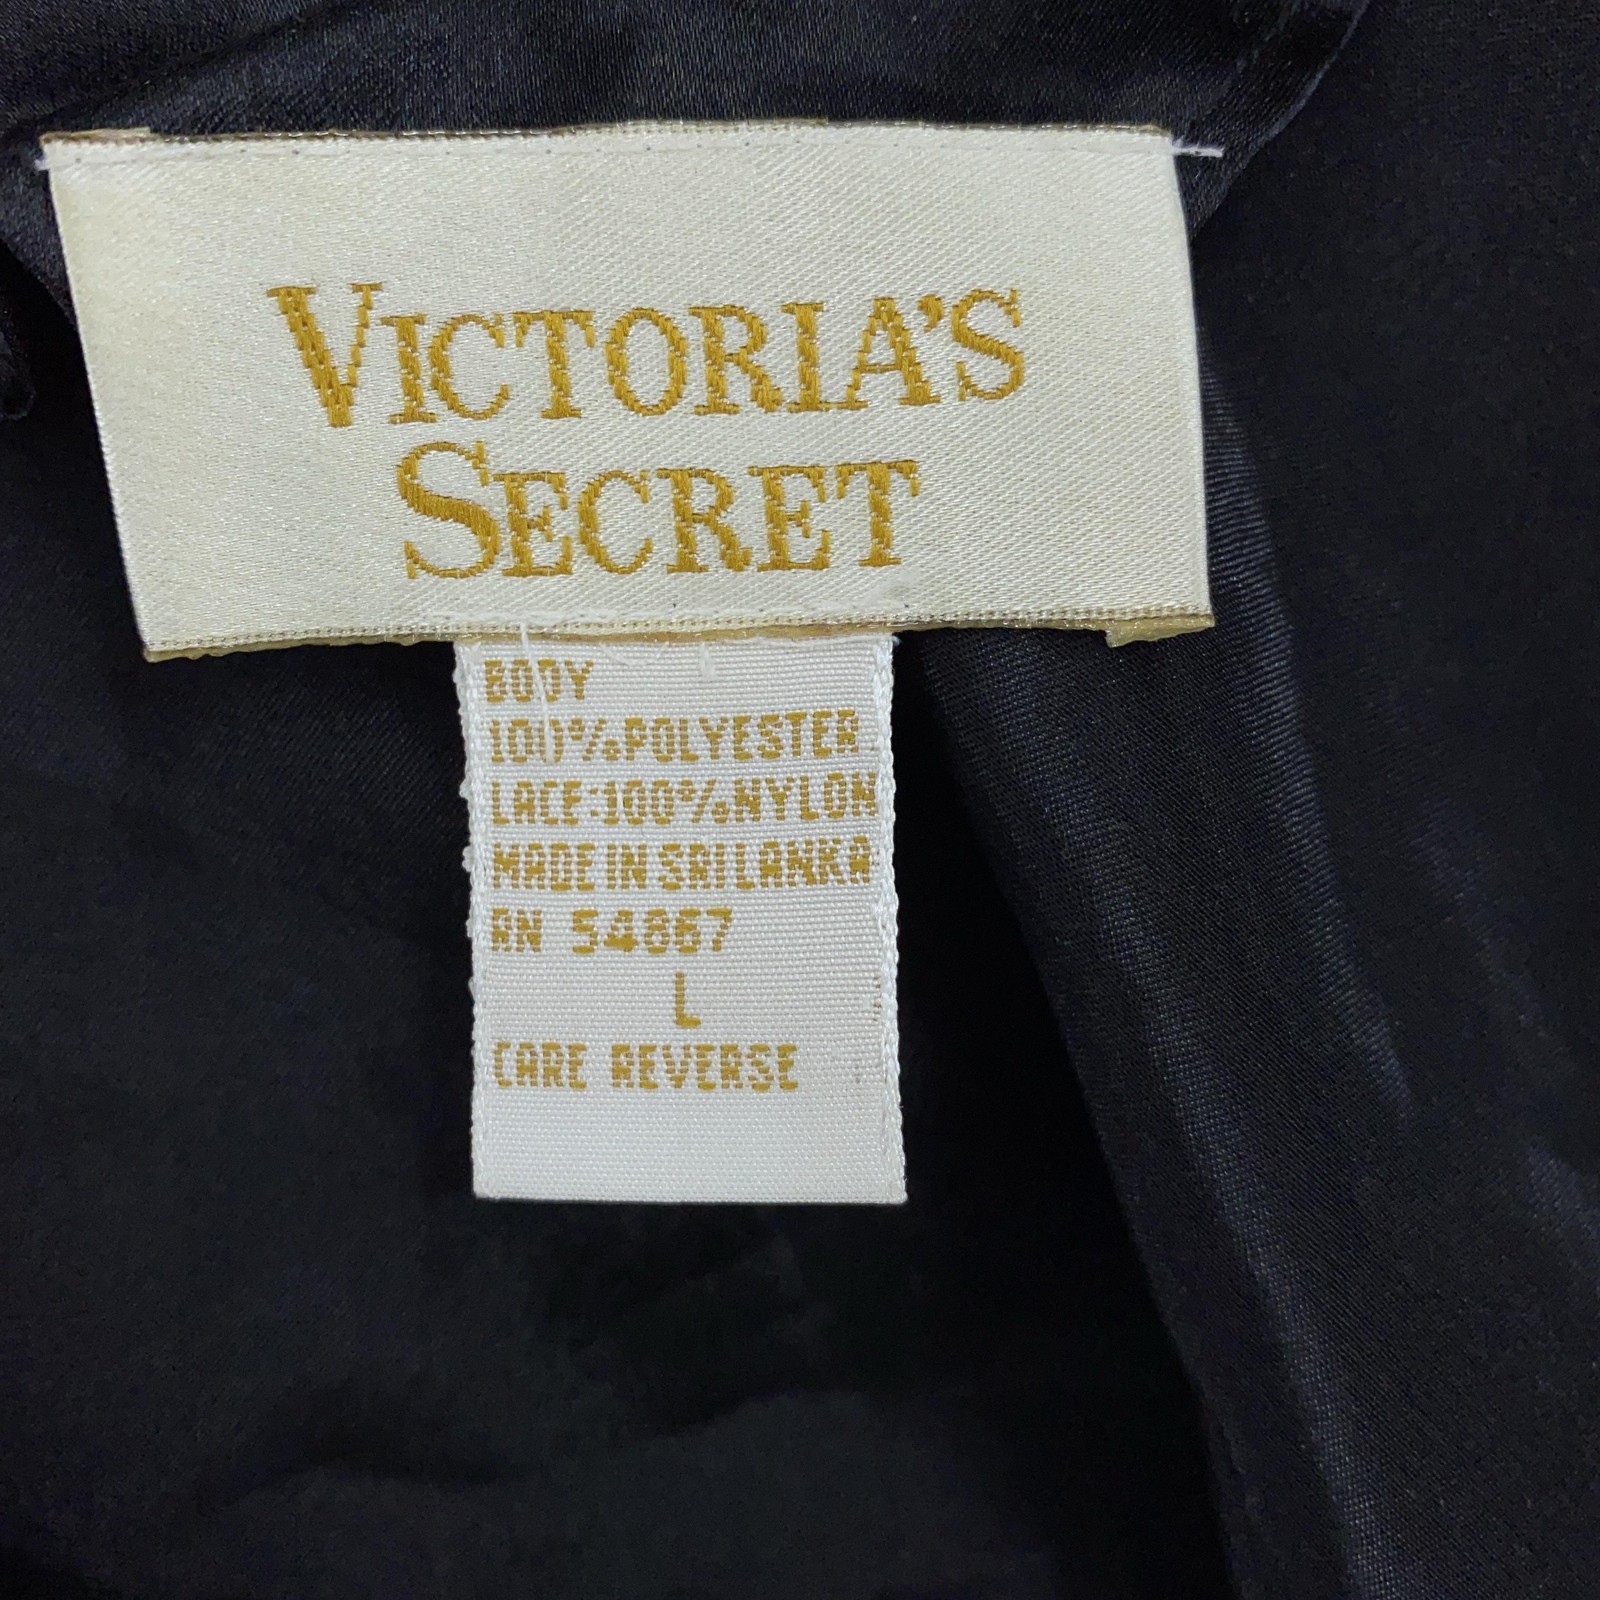 VICTORIA'S
SECRET
BODY
100%POLYESTER
LACE:100%NYLON
MADE IN SRI LANKA
RN 54867
L
CARE REVERSE